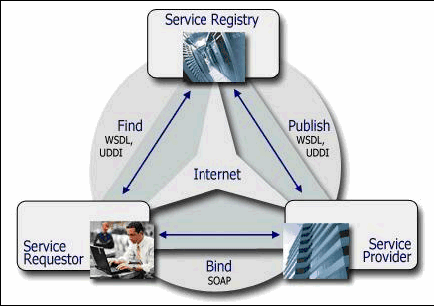 Service Registry
Find
WSDL,
UDDI
Publish
WSDL,
UDDI
Internet
Service
Requestor
Service
Provider
Bind
SOAP